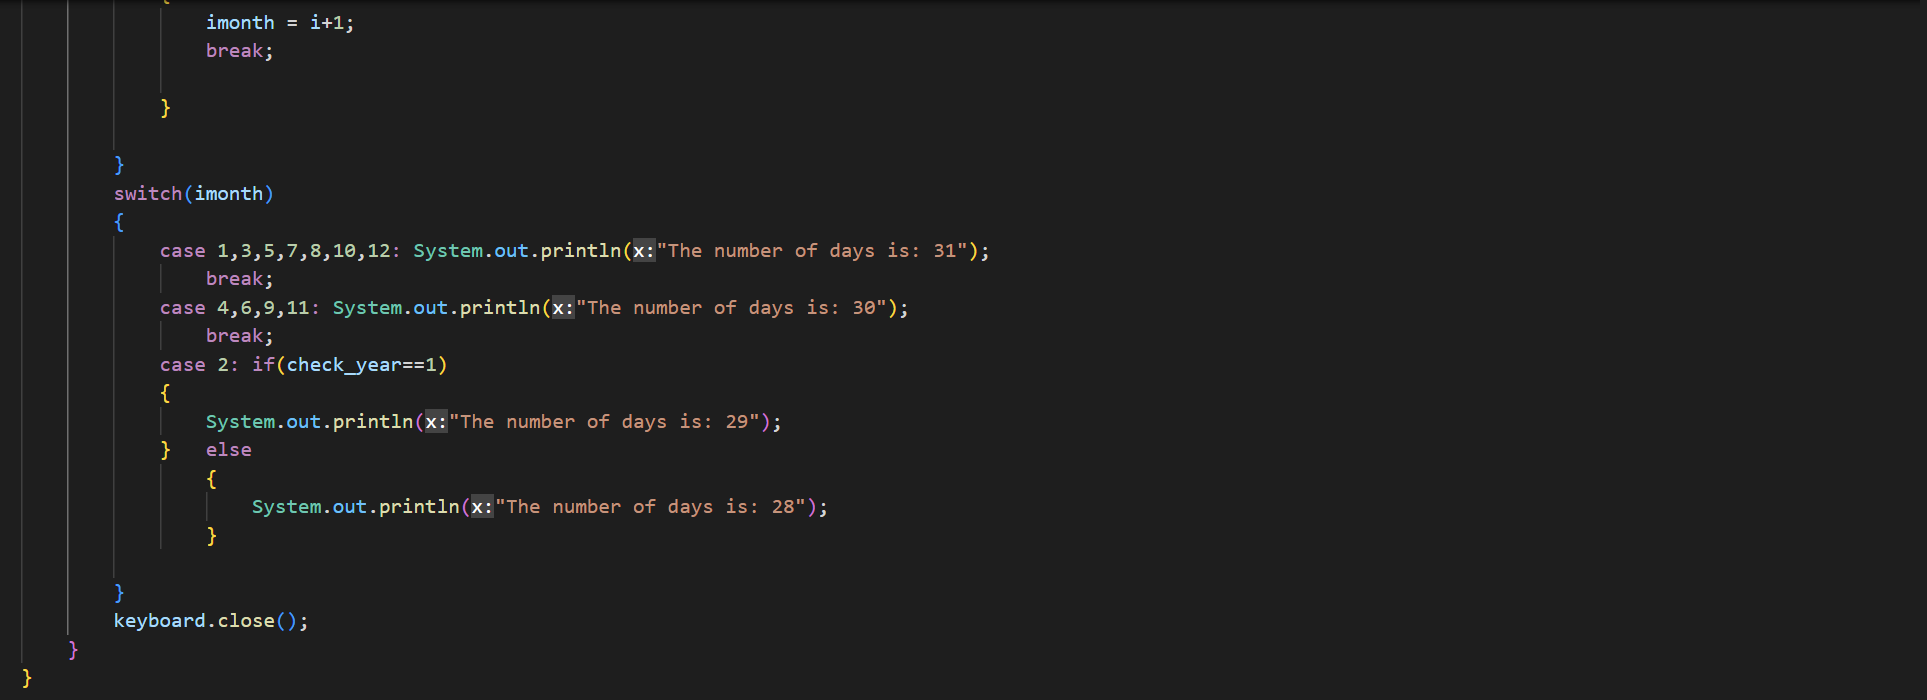 {
imonth = i+1;
break;
}
}
switch(imonth)
{
case 1,3,5,7,8,10,12: System.out.println(x:"The number of days is: 31");
break;
case 4,6,9,11: System.out.println(x:"The number of days is: 30");
break;
case 2: if(check_year==1)
{
System.out.println(x:"The number of days is: 29");
} else
{
System.out.println(x:"The number of days is: 28");
}
}
keyboard.close();
}
}